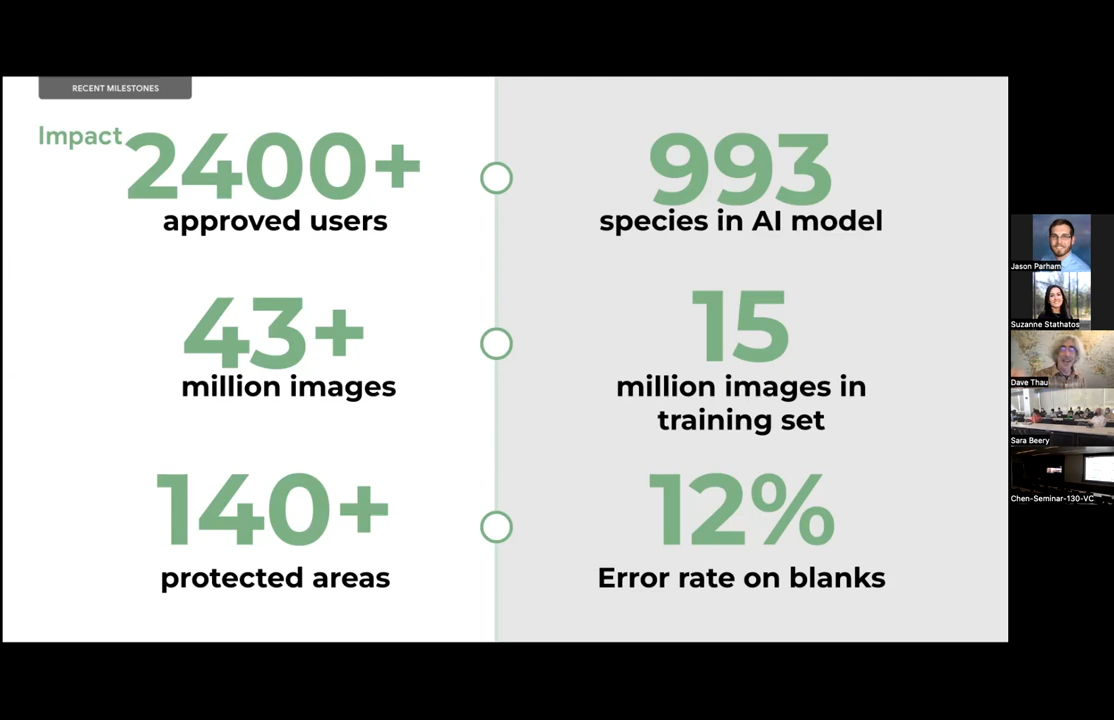 RECENT MILESTONES
Impact
2400+
approved users
43+
million images
140+
protected areas
993
species in AI model
15
million images in
training set
12%
Error rate on blanks
Jason Parham
Suzanne Stathatos
Dave Thau
Sara Beery
Chen-Seminar-130-VC